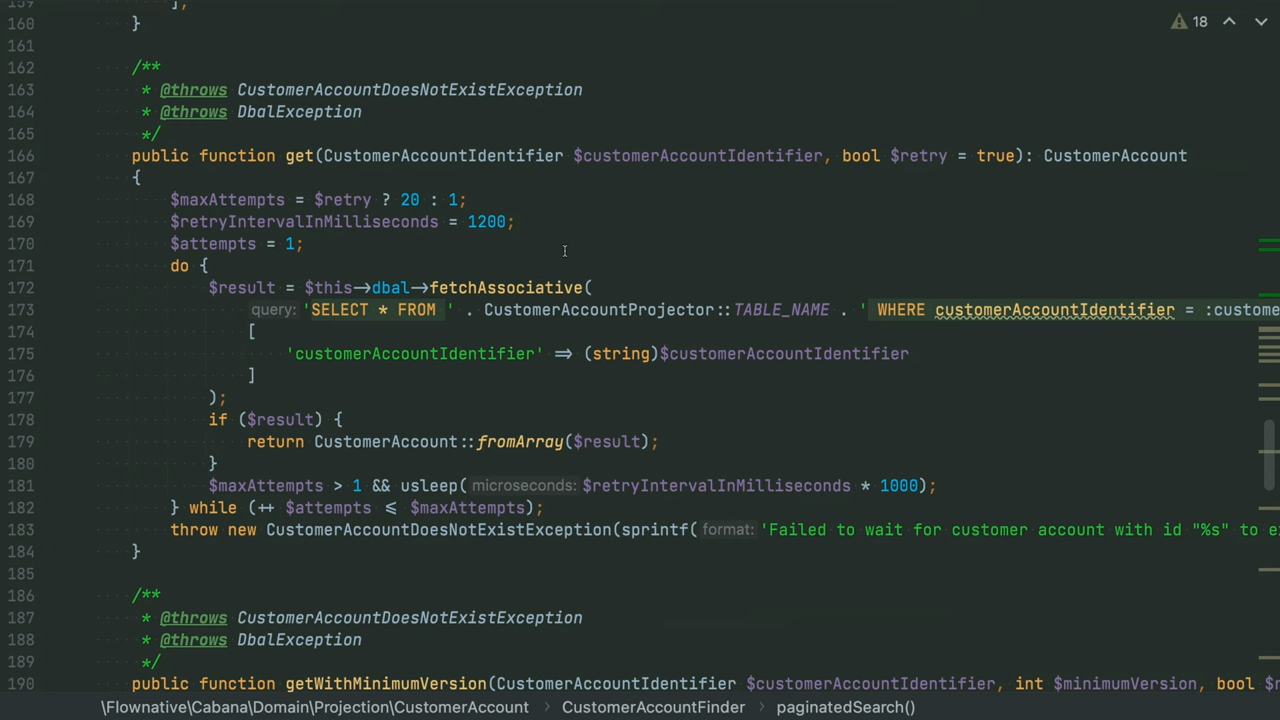 159 ];
160 }
161
162 /**
163 * @throws CustomerAccountDoesNotExistException
164 * @throws DbalException
165 */
166 public function get(CustomerAccountIdentifier $customerAccountIdentifier, bool $retry = true): CustomerAccount
167 {
168 $maxAttempts = $retry ? 20 : 1;
169 $retryIntervalInMilliseconds = 1200;
170 $attempts = 1;
171 do {
172 $result = $this->dbal->fetchAssociative(
173 query: 'SELECT * FROM ' . CustomerAccountProjector::TABLE_NAME . ' WHERE customerAccountIdentifier = :custome
174 [
175 'customerAccountIdentifier' => (string)$customerAccountIdentifier
176 ]
177 );
178 if ($result) {
179 return CustomerAccount::fromArray($result);
180 }
181 $maxAttempts > 1 && usleep( microseconds: $retryIntervalInMilliseconds * 1000);
182 } while (++ $attempts <= $maxAttempts);
183 throw new CustomerAccountDoesNotExistException(sprintf( format: 'Failed to wait for customer account with id "%s" to
184 }
185
186 /**
187 * @throws CustomerAccountDoesNotExistException
188 * @throws DbalException
189 */
190 public function getWithMinimumVersion(CustomerAccountIdentifier $customerAccountIdentifier, int $minimumVersion, bool
18
\Flownative\Cabana\Domain\Projection\CustomerAccount > CustomerAccountFinder > paginatedSearch()